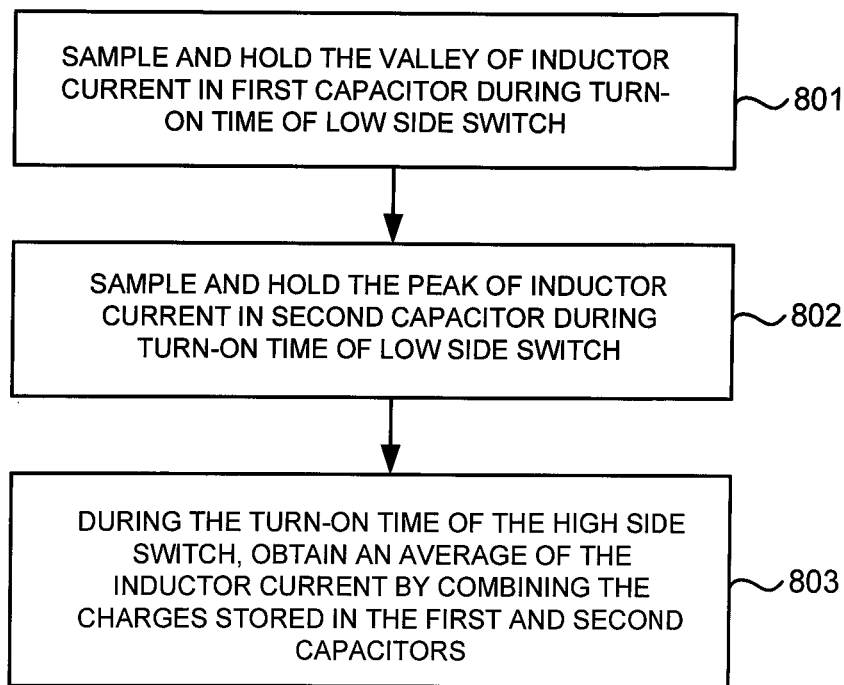 SAMPLE AND HOLD THE VALLEY OF INDUCTOR
CURRENT IN FIRST CAPACITOR DURING TURN-
ON TIME OF LOW SIDE SWITCH
801
SAMPLE AND HOLD THE PEAK OF INDUCTOR
CURRENT IN SECOND CAPACITOR DURING
TURN-ON TIME OF LOW SIDE SWITCH
802
DURING THE TURN-ON TIME OF THE HIGH SIDE
SWITCH, OBTAIN AN AVERAGE OF THE
INDUCTOR CURRENT BY COMBINING THE
CHARGES STORED IN THE FIRST AND SECOND
CAPACITORS
803